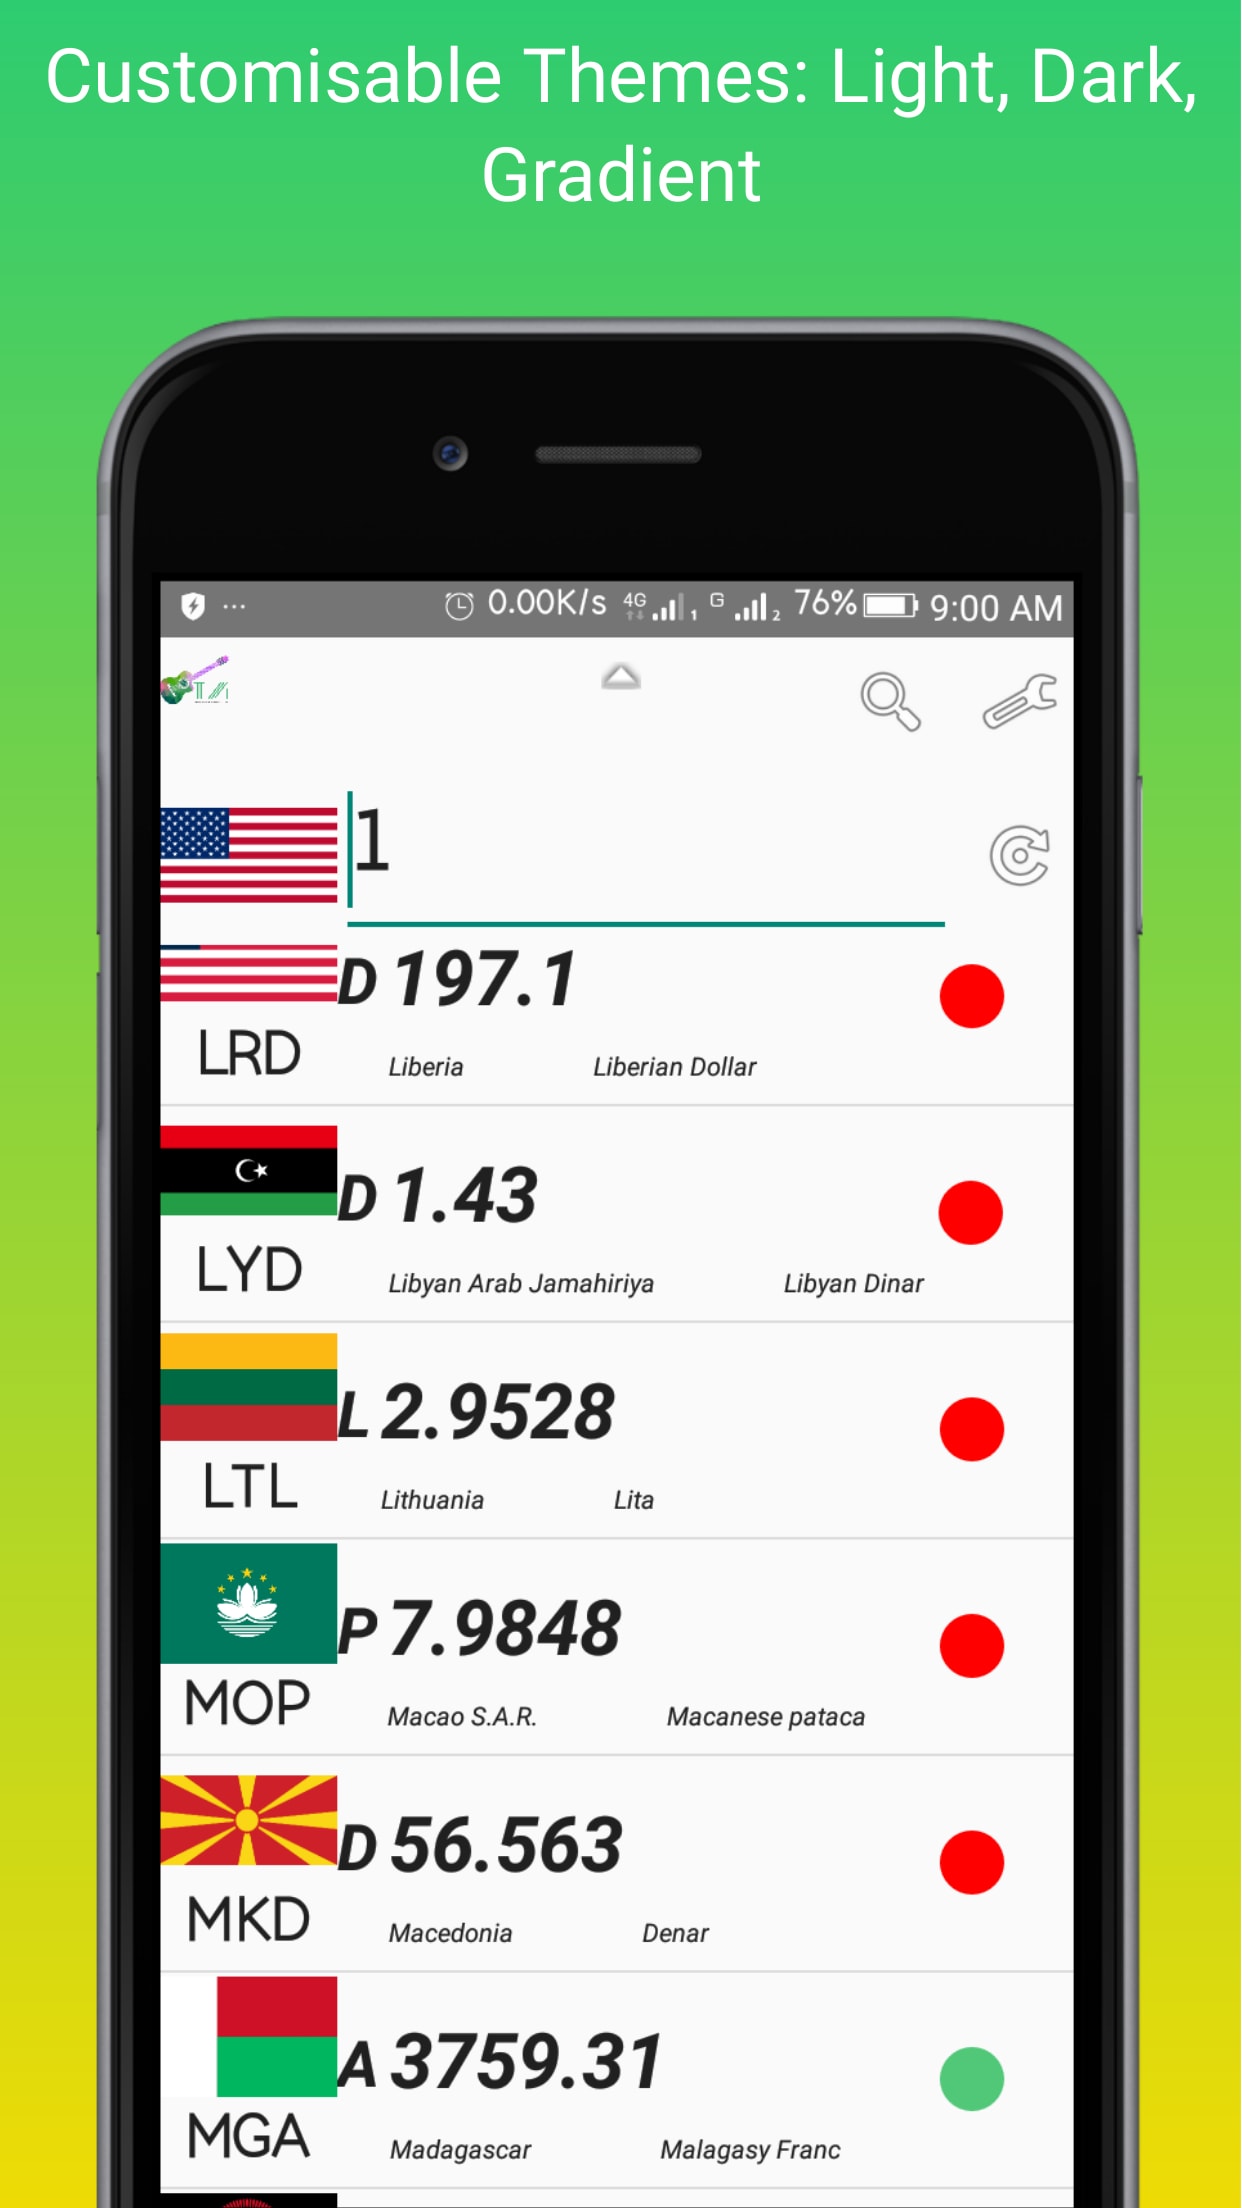 Customisable Themes: Light, Dark,
Gradient
... 0.00K/s 4G 1 G 2 76% 9:00 AM
1
D 197.1
LRD
Liberia Liberian Dollar
D 1.43
LYD
Libyan Arab Jamahiriya Libyan Dinar
L 2.9528
LTL
Lithuania Lita
P 7.9848
MOP
Macao S.A.R. Macanese pataca
D 56.563
MKD
Macedonia Denar
A 3759.31
MGA
Madagascar Malagasy Franc